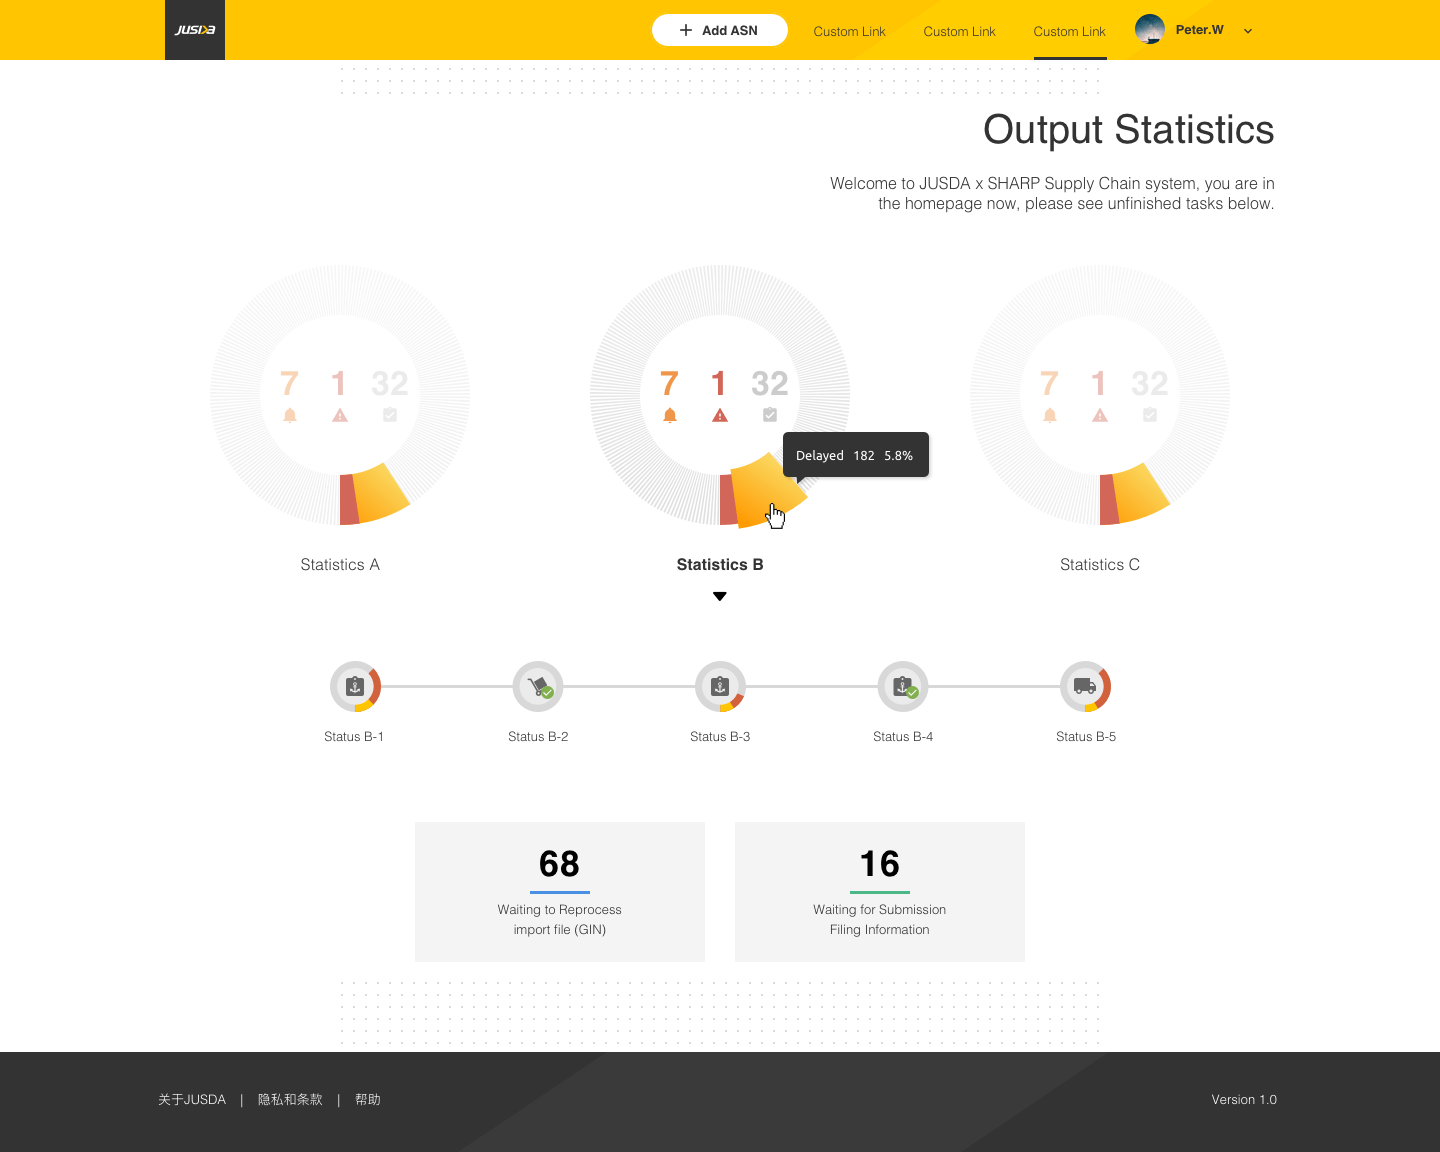 JUSDA
Add ASN
Custom Link
Custom Link
Custom Link
Peter.W
Output Statistics
Welcome to JUSDA x SHARP Supply Chain system, you are in
the homepage now, please see unfinished tasks below.
7 1 32
7 1 32
7 1 32
Delayed 182 5.8%
Statistics A
Statistics B
Statistics C
Status B-1
Status B-2
Status B-3
Status B-4
Status B-5
68
Waiting to Reprocess
import file (GIN)
16
Waiting for Submission
Filing Information
关于JUSDA | 隐私和条款 | 帮助
Version 1.0